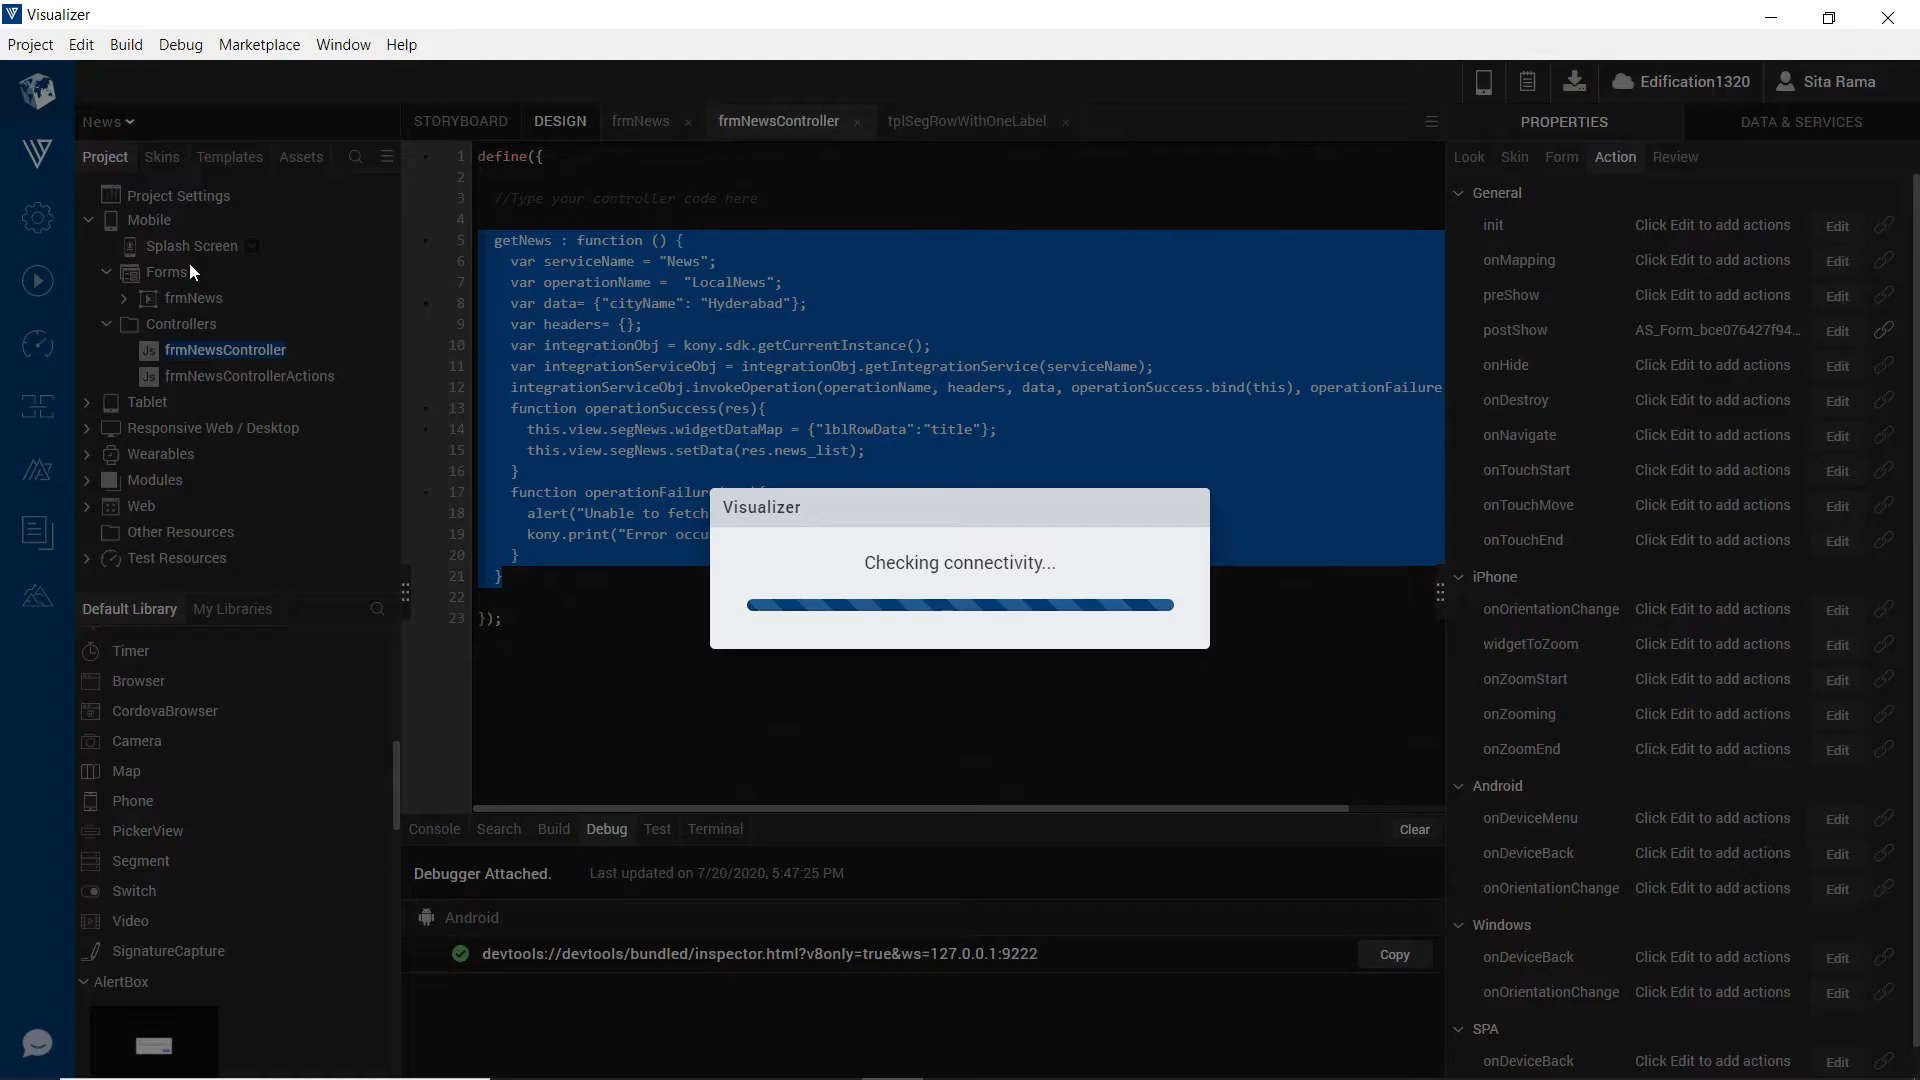 Visualizer
Project Edit Build Debug Marketplace Window Help
Edification1320 Sita Rama
News
STORYBOARD DESIGN frmNews frmNewsController tplSegRowWithOneLabel
PROPERTIES DATA & SERVICES
Project Skins Templates Assets
Look Skin Form Action Review
Project Settings
Mobile
Splash Screen
Forms
frmNews
Controllers
Js frmNewsController
Js frmNewsControllerActions
Tablet
Responsive Web / Desktop
Wearables
Modules
Web
Other Resources
Test Resources
Default Library My Libraries
Timer
Browser
CordovaBrowser
Camera
Map
Phone
PickerView
Segment
Switch
Video
SignatureCapture
AlertBox
1 define({
2
3 //Type your controller code here
4
5 getNews : function () {
6 var serviceName = "News";
7 var operationName = "LocalNews";
8 var data= {"cityName": "Hyderabad"};
9 var headers= {};
10 var integrationObj = kony.sdk.getCurrentInstance();
11 var integrationServiceObj = integrationObj.getIntegrationService(serviceName);
12 integrationServiceObj.invokeOperation(operationName, headers, data, operationSuccess.bind(this), operationFailure
13 function operationSuccess(res){
14 this.view.segNews.widgetDataMap = {"lblRowData":"title"};
15 this.view.segNews.setData(res.news_list);
16 }
17 function operationFailur
18 alert("Unable to fetch
19 kony.print("Error occu
20 }
21 }
22
23 });
Visualizer
Checking connectivity...
Console Search Build Debug Test Terminal Clear
Debugger Attached. Last updated on 7/20/2020, 5:47:25 PM
Android
devtools://devtools/bundled/inspector.html?v8only=true&ws=127.0.0.1:9222 Copy
General
init Click Edit to add actions Edit
onMapping Click Edit to add actions Edit
preShow Click Edit to add actions Edit
postShow AS_Form_bce076427f94... Edit
onHide Click Edit to add actions Edit
onDestroy Click Edit to add actions Edit
onNavigate Click Edit to add actions Edit
onTouchStart Click Edit to add actions Edit
onTouchMove Click Edit to add actions Edit
onTouchEnd Click Edit to add actions Edit
iPhone
onOrientationChange Click Edit to add actions Edit
widgetToZoom Click Edit to add actions Edit
onZoomStart Click Edit to add actions Edit
onZooming Click Edit to add actions Edit
onZoomEnd Click Edit to add actions Edit
Android
onDeviceMenu Click Edit to add actions Edit
onDeviceBack Click Edit to add actions Edit
onOrientationChange Click Edit to add actions Edit
Windows
onDeviceBack Click Edit to add actions Edit
onOrientationChange Click Edit to add actions Edit
SPA
onDeviceBack Click Edit to add actions Edit